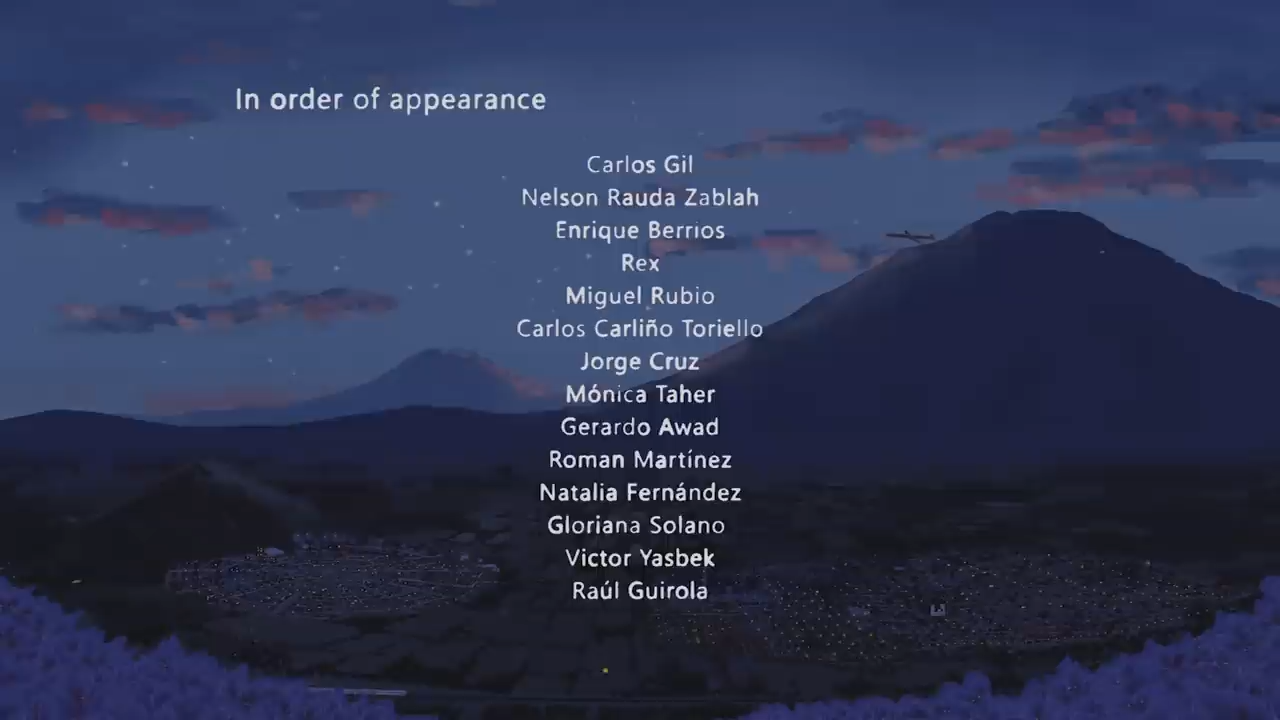 In order of appearance
Carlos Gil
Nelson Rauda Zablah
Enrique Berrios
Rex
Miguel Rubio
Carlos Carliño Toriello
Jorge Cruz
Mónica Taher
Gerardo Awad
Roman Martínez
Natalia Fernández
Gloriana Solano
Victor Yasbek
Raúl Guirola